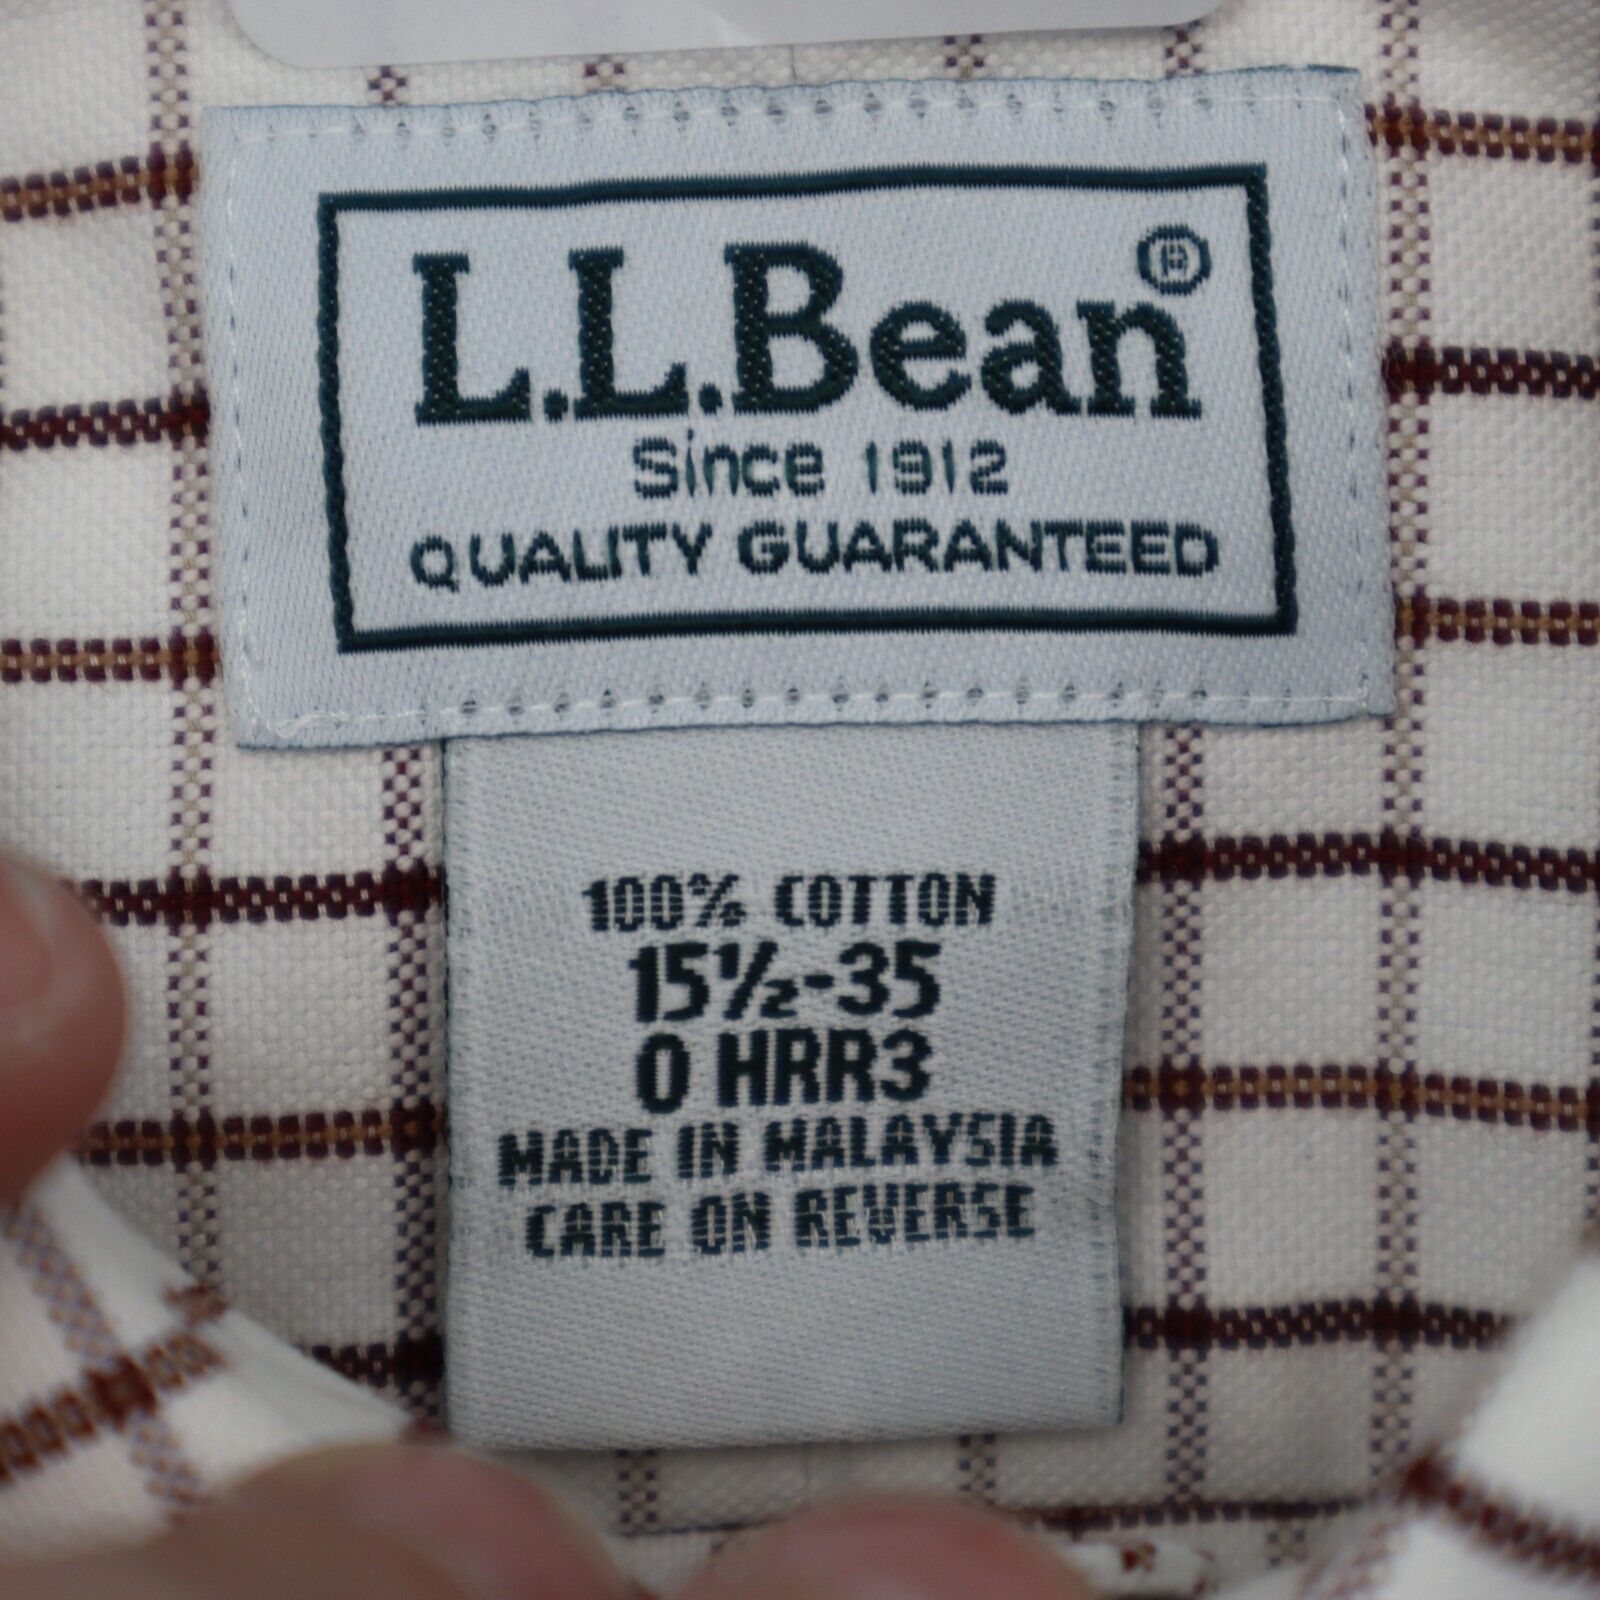 L.L.Bean®
Since 1912
QUALITY GUARANTEED
100% COTTON
15½-35
0 HRR3
MADE IN MALAYSIA
CARE ON REVERSE